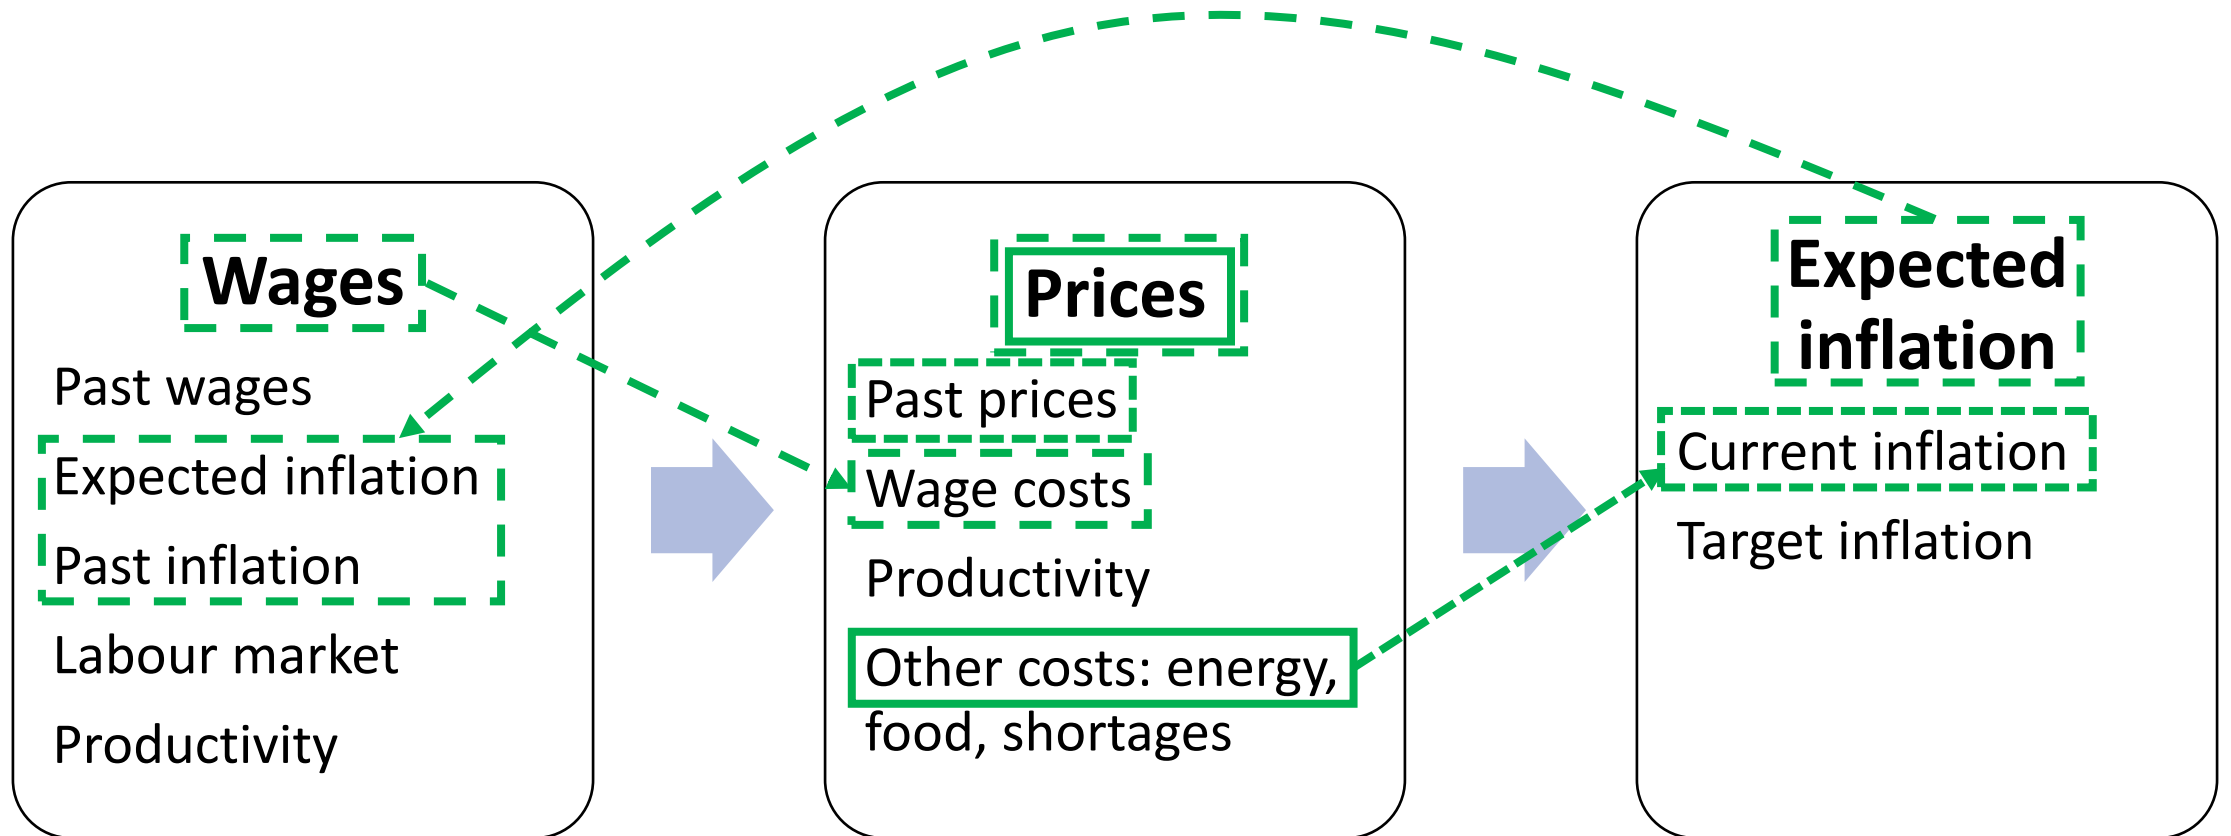 Wages
Past wages
Expected inflation
Past inflation
Labour market
Productivity
Prices
Past prices
Wage costs
Productivity
Other costs: energy,
food, shortages
Expected
inflation
Current inflation
Target inflation